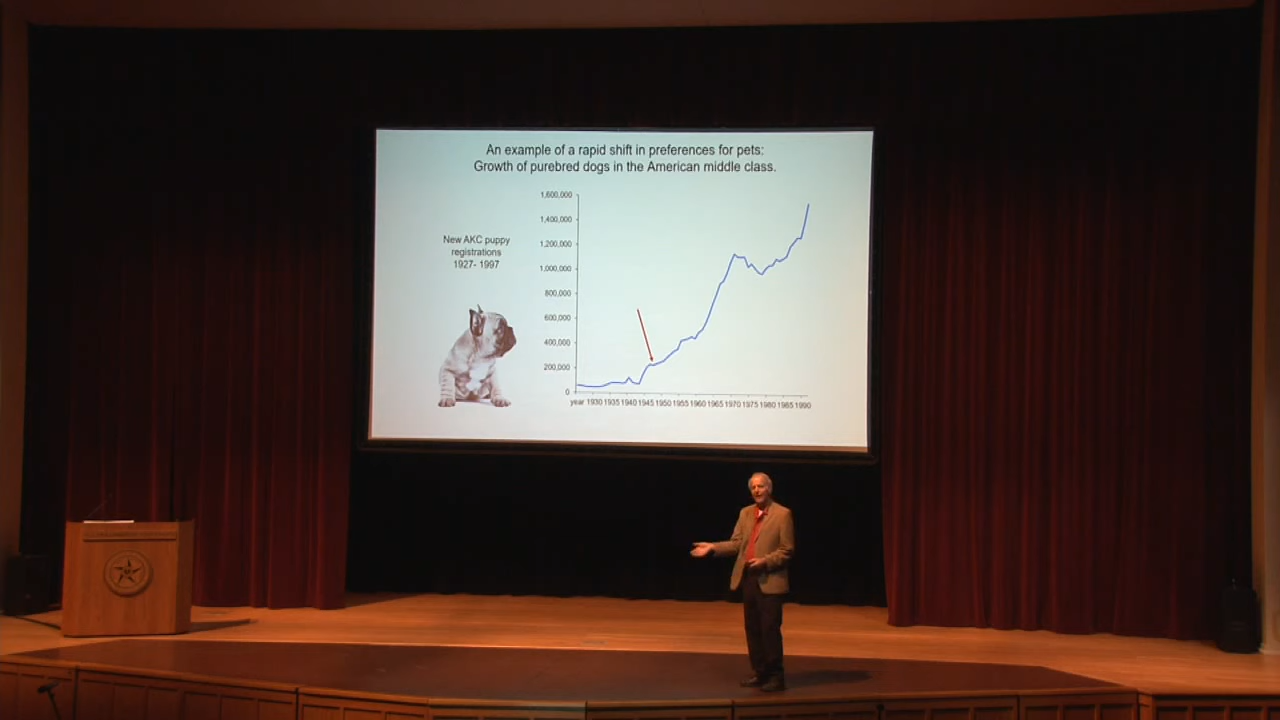 An example of a rapid shift in preferences for pets:
Growth of purebred dogs in the American middle class.
New AKC puppy
registrations
1927- 1997
1,600,000
1,400,000
1,200,000
1,000,000
800,000
600,000
400,000
200,000
0
year 1930 1935 1940 1945 1950 1955 1960 1965 1970 1975 1980 1985 1990